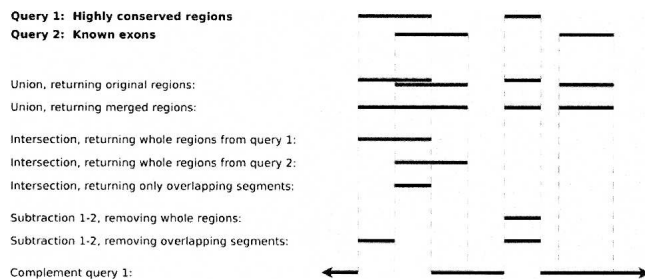 Query 1: Highly conserved regions
Query 2: Known exons
Union, returning original regions:
Union, returning merged regions:
Intersection, returning whole regions from query 1:
Intersection, returning whole regions from query 2:
Intersection, returning only overlapping segments:
Subtraction 1-2, removing whole regions:
Subtraction 1-2, removing overlapping segments:
Complement query 1: